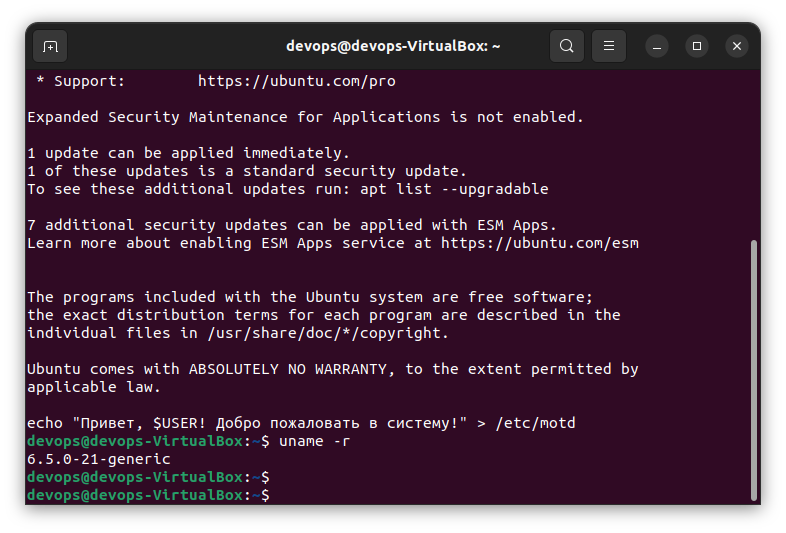 devops@devops-VirtualBox: ~
 * Support:        https://ubuntu.com/pro
Expanded Security Maintenance for Applications is not enabled.
1 update can be applied immediately.
1 of these updates is a standard security update.
To see these additional updates run: apt list --upgradable
7 additional security updates can be applied with ESM Apps.
Learn more about enabling ESM Apps service at https://ubuntu.com/esm
The programs included with the Ubuntu system are free software;
the exact distribution terms for each program are described in the
individual files in /usr/share/doc/*/copyright.
Ubuntu comes with ABSOLUTELY NO WARRANTY, to the extent permitted by
applicable law.
echo "Привет, $USER! Добро пожаловать в систему!" > /etc/motd
devops@devops-VirtualBox:~$ uname -r
6.5.0-21-generic
devops@devops-VirtualBox:~$
devops@devops-VirtualBox:~$